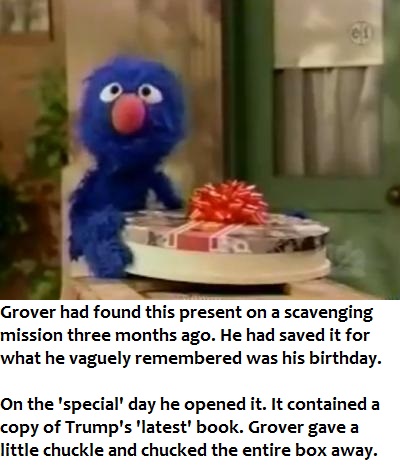 Grover had found this present on a scavenging
mission three months ago. He had saved it for
what he vaguely remembered was his birthday.

On the 'special' day he opened it. It contained a
copy of Trump's 'latest' book. Grover gave a
little chuckle and chucked the entire box away.